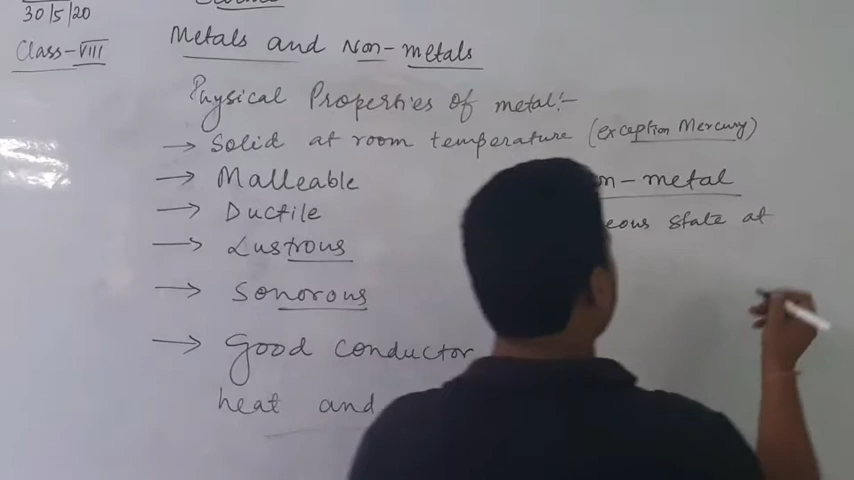 30/5/20
Class-VIII
Metals and Non-metals
Physical Properties of metal:-
→ Solid at room temperature (exception Mercury)
→ Malleable
→ Ductile
→ Lustrous
→ Sonorous
→ Good conductor
heat and
n-metal
eous state at